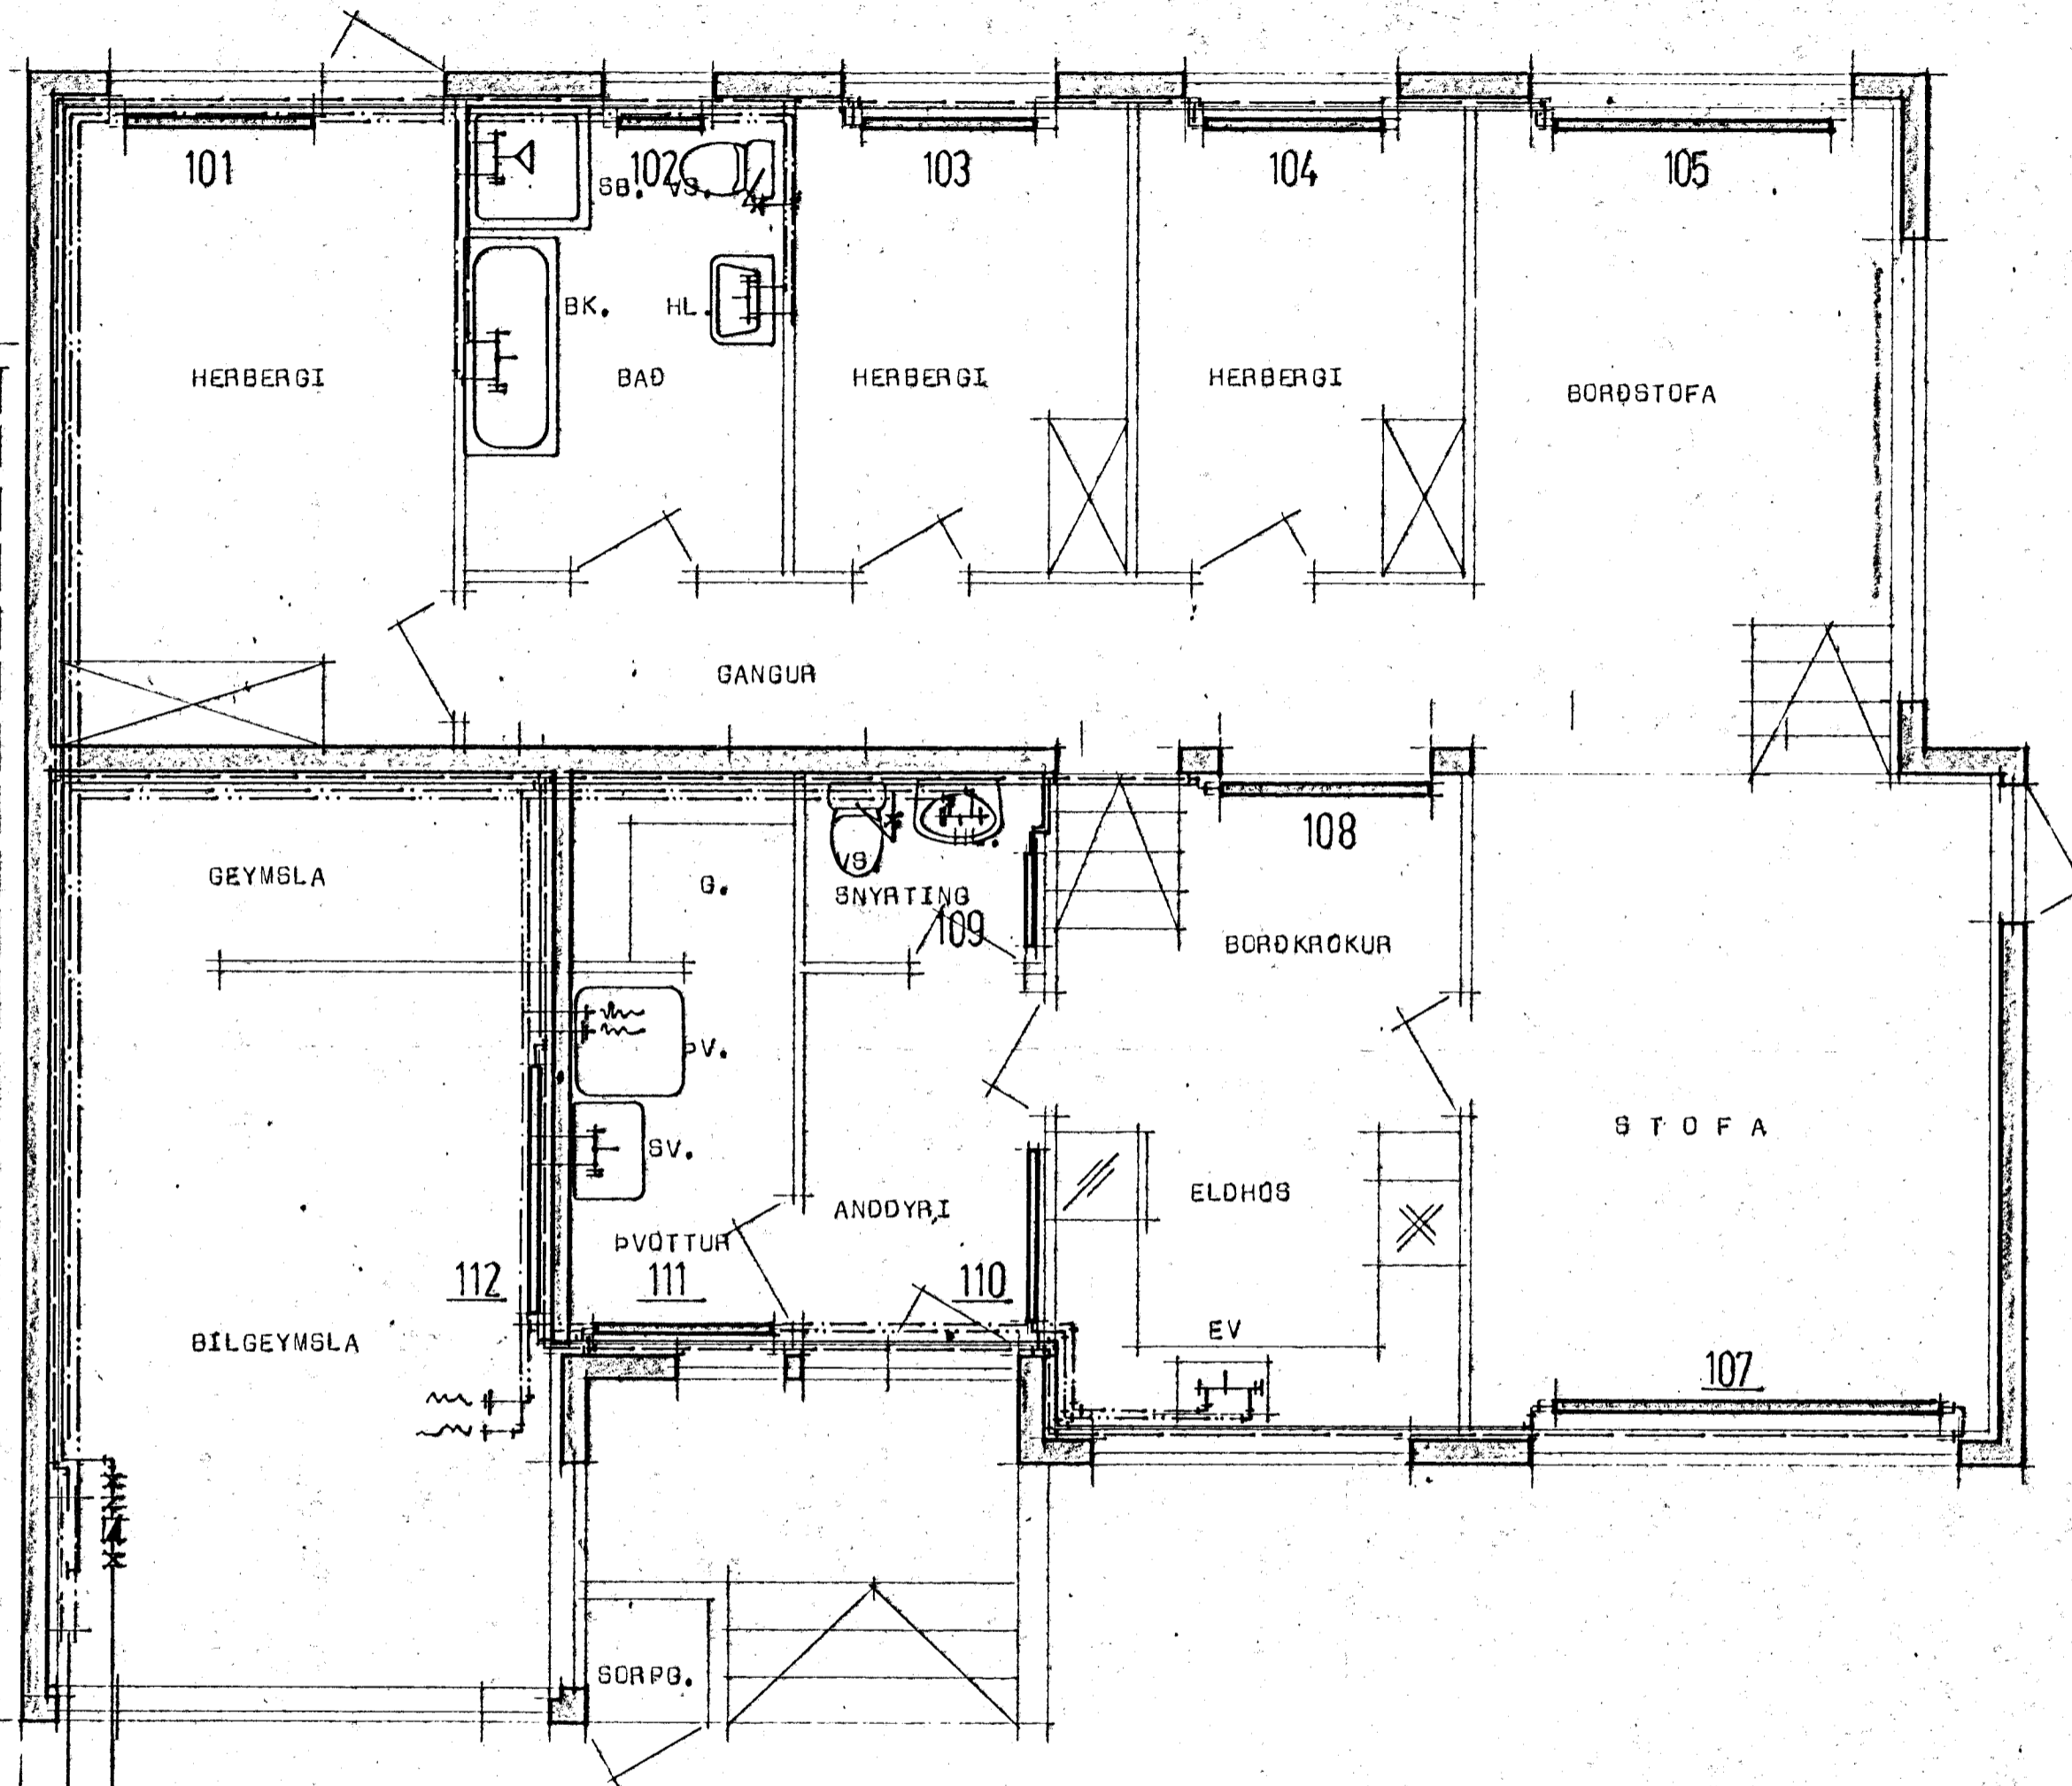 101
102
103
104
105
SB.
VS.
BK.
HL.
HERBERGI
BAÐ
HERBERGI
HERBERGI
BORÐSTOFA
GANGUR
108
GEYMSLA
G.
VS.
SNYRTING
109
BORÐKRÓKUR
ÞV.
SV.
STOFA
ELDHÚS
ANDDYRI
ÞVOTTUR
112
111
110
BÍLGEYMSLA
EV
107
SORPG.